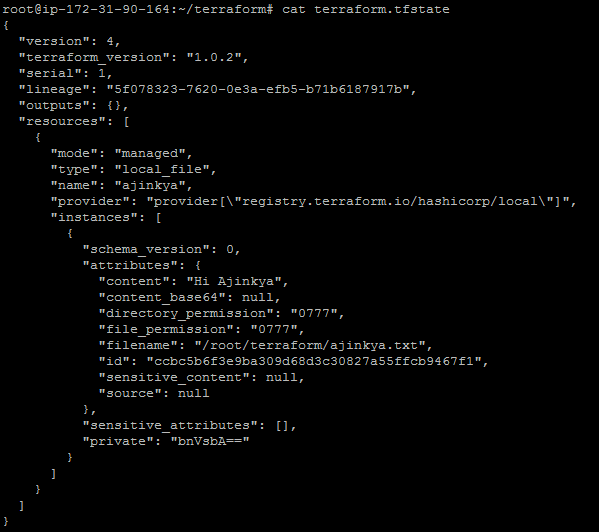 root@ip-172-31-90-164:~/terraform# cat terraform.tfstate
{
  "version": 4,
  "terraform_version": "1.0.2",
  "serial": 1,
  "lineage": "5f078323-7620-0e3a-efb5-b71b6187917b",
  "outputs": {},
  "resources": [
    {
      "mode": "managed",
      "type": "local_file",
      "name": "ajinkya",
      "provider": "provider[\"registry.terraform.io/hashicorp/local\"]",
      "instances": [
        {
          "schema_version": 0,
          "attributes": {
            "content": "Hi Ajinkya",
            "content_base64": null,
            "directory_permission": "0777",
            "file_permission": "0777",
            "filename": "/root/terraform/ajinkya.txt",
            "id": "ccbc5b6f3e9ba309d68d3c30827a55ffcb9467f1",
            "sensitive_content": null,
            "source": null
          },
          "sensitive_attributes": [],
          "private": "bnVsbA=="
        }
      ]
    }
  ]
}